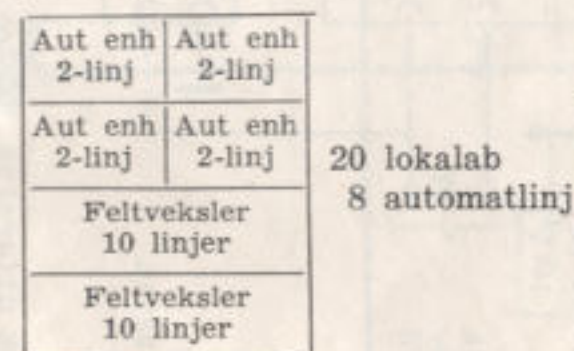 Aut enh Aut enh
2-linj 2-linj
Aut enh Aut enh
2-linj 2-linj
Feltveksler
10 linjer
Feltveksler
10 linjer
20 lokalab
8 automatlinj